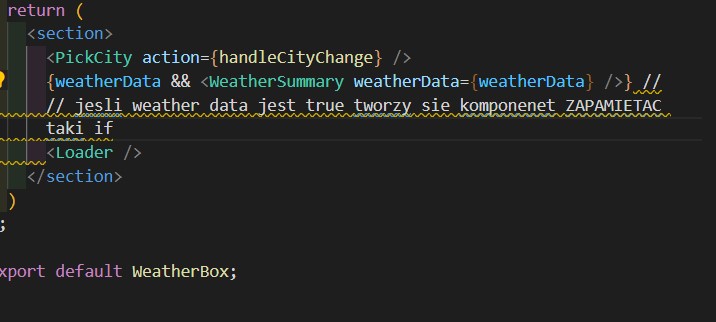 return (
<section>
<PickCity action={handleCityChange} />
{weatherData && <WeatherSummary weatherData={weatherData} />} //
// jesli weather data jest true tworzy sie komponenet ZAPAMIETAC
taki if
<Loader />
</section>
)
;
xport default WeatherBox;